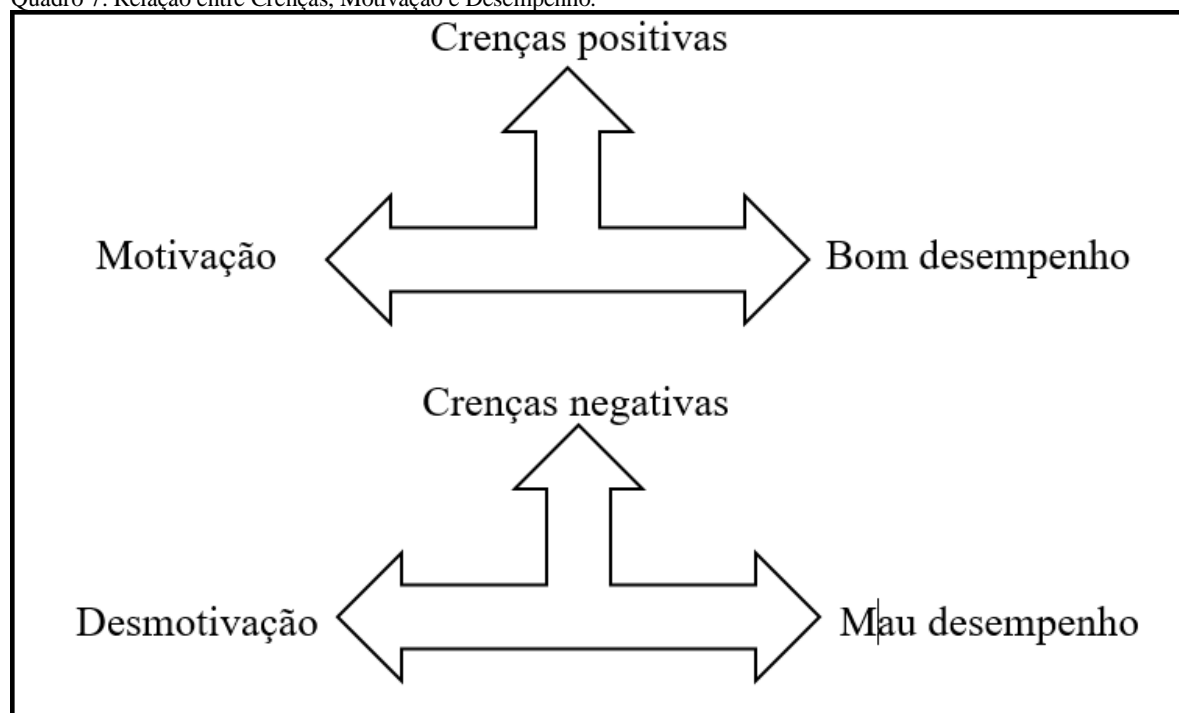 Quadro 7: Relação entre Crenças, Motivação e Desempenho.
Crenças positivas
Motivação
Bom desempenho
Crenças negativas
Desmotivação
Mau desempenho